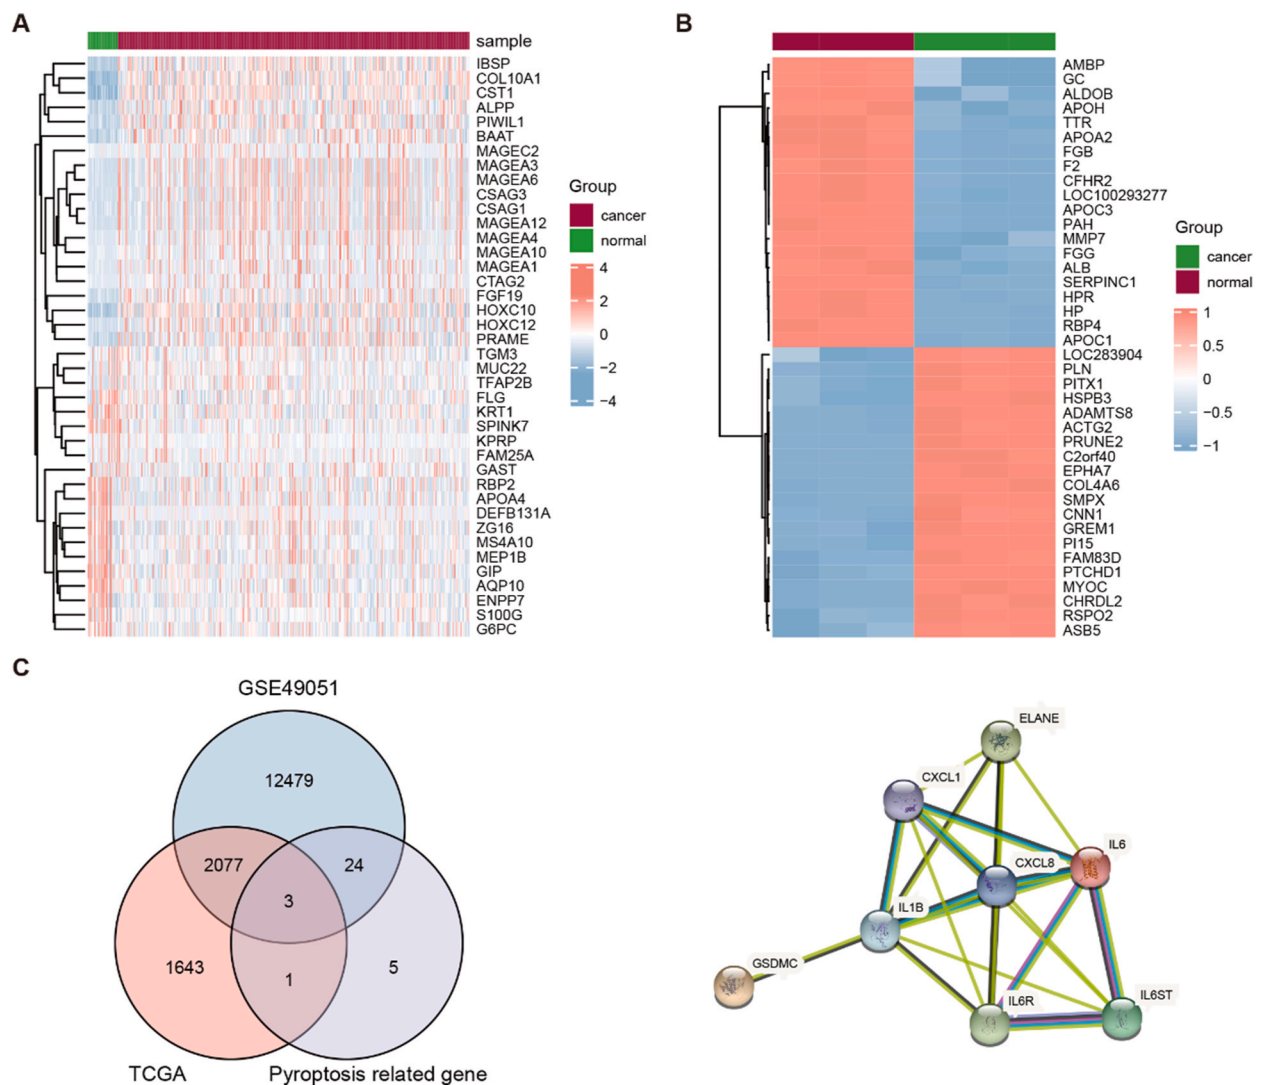 A
sample
IBSP
COL10A1
CST1
ALPP
PIWIL1
BAAT
MAGEC2
MAGEA3
MAGEA6
CSAG3
CSAG1
MAGEA12
MAGEA4
MAGEA10
MAGEA1
CTAG2
FGF19
HOXC10
HOXC12
PRAME
TGM3
MUC22
TFAP2B
FLG
KRT1
SPINK7
KPRP
FAM25A
GAST
RBP2
APOA4
DEFB131A
ZG16
MS4A10
MEP1B
GIP
AQP10
ENPP7
S100G
G6PC
Group
cancer
normal
4
2
0
−2
−4
B
AMBP
GC
ALDOB
APOH
TTR
APOA2
FGB
F2
CFHR2
LOC100293277
APOC3
PAH
MMP7
FGG
ALB
SERPINC1
HPR
HP
RBP4
APOC1
LOC283904
PLN
PITX1
HSPB3
ADAMTS8
ACTG2
PRUNE2
C2orf40
EPHA7
COL4A6
SMPX
CNN1
GREM1
PI15
FAM83D
PTCHD1
MYOC
CHRDL2
RSPO2
ASB5
Group
cancer
normal
1
0.5
0
−0.5
−1
C
GSE49051
12479
2077
24
3
1643
1
5
TCGA
Pyroptosis related gene
ELANE
CXCL1
IL6
CXCL8
IL1B
GSDMC
IL6R
IL6ST